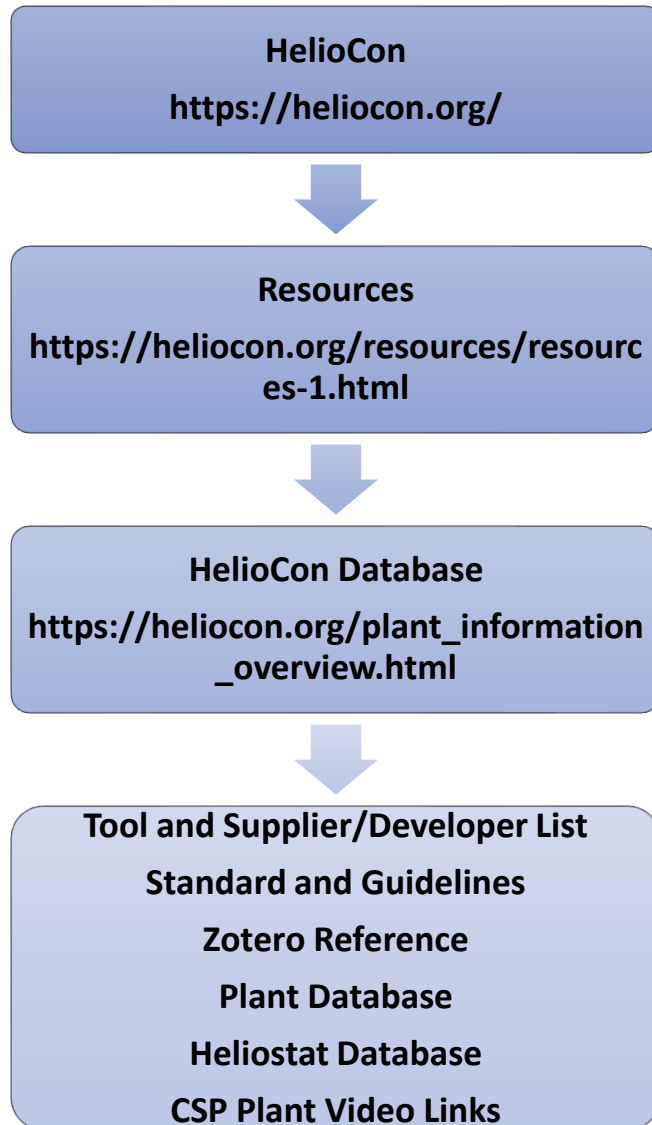 HelioCon
https://heliocon.org/
Resources
https://heliocon.org/resources/resourc
es-1.html
HelioCon Database
https://heliocon.org/plant_information
_overview.html
Tool and Supplier/Developer List
Standard and Guidelines
Zotero Reference
Plant Database
Heliostat Database
CSP Plant Video Links